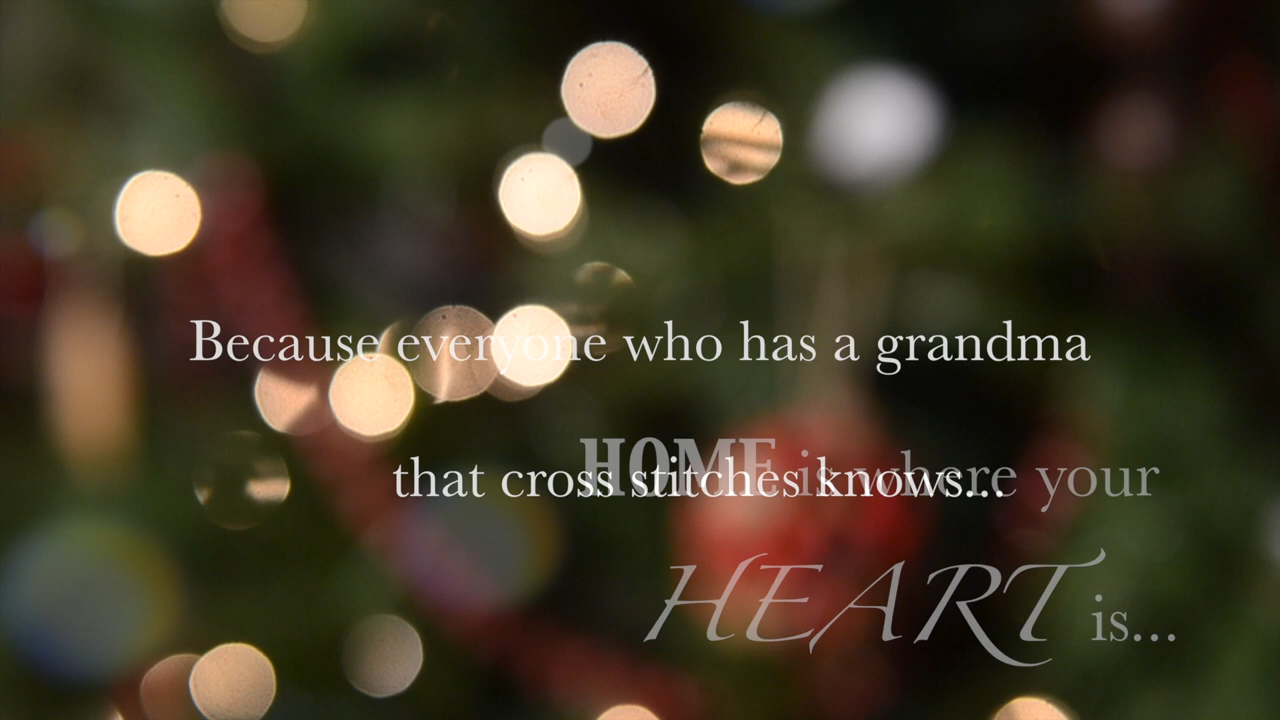 Because everyone who has a grandma
that cross stitches knows...
HOME is where your
HEART is...